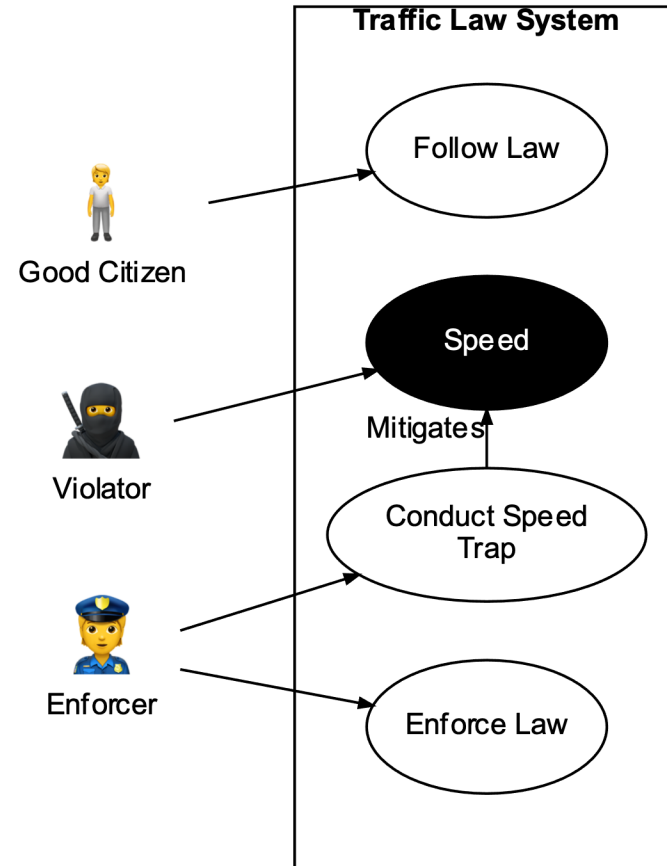 Traffic Law System
Follow Law
Good Citizen
Speed
Mitigates
Violator
Conduct Speed
Trap
Enforcer
Enforce Law